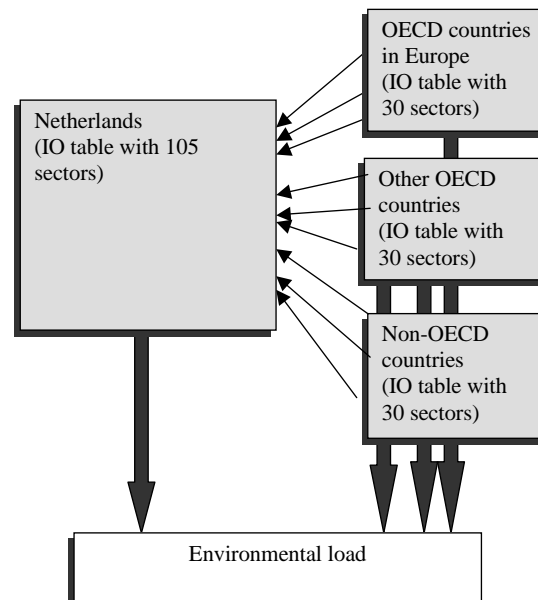 OECD countries
in Europe
(IO table with
30 sectors)
Netherlands
(IO table with 105
sectors)
Other OECD
countries
(IO table with
30 sectors)
Non-OECD
countries
(IO table with
30 sectors)
Environmental load